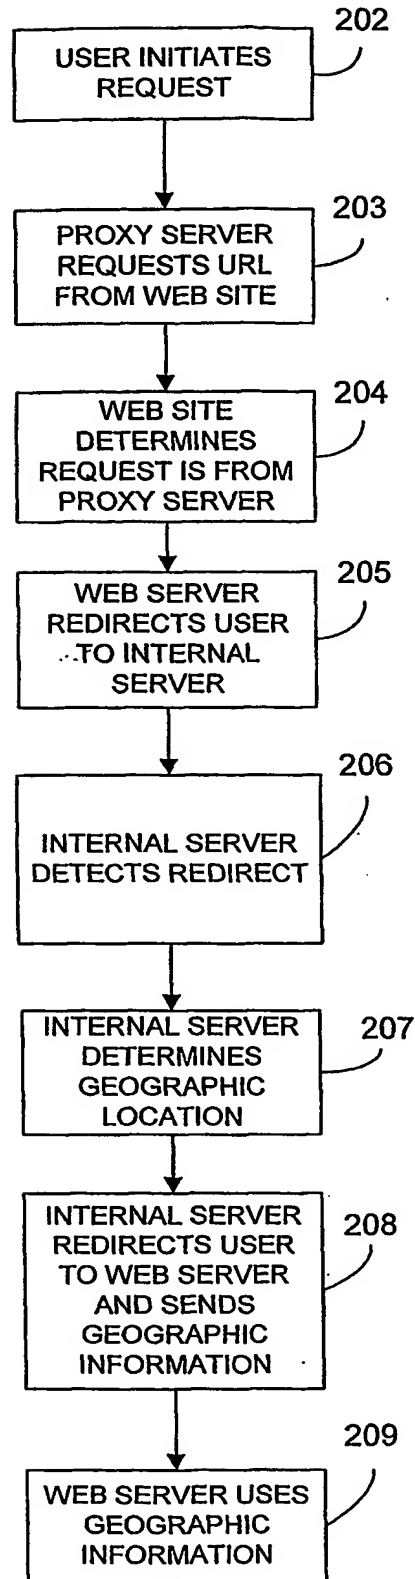 202
USER INITIATES
REQUEST
203
PROXY SERVER
REQUESTS URL
FROM WEB SITE
204
WEB SITE
DETERMINES
REQUEST IS FROM
PROXY SERVER
205
WEB SERVER
REDIRECTS USER
TO INTERNAL
SERVER
206
INTERNAL SERVER
DETECTS REDIRECT
207
INTERNAL SERVER
DETERMINES
GEOGRAPHIC
LOCATION
208
INTERNAL SERVER
REDIRECTS USER
TO WEB SERVER
AND SENDS
GEOGRAPHIC
INFORMATION
209
WEB SERVER USES
GEOGRAPHIC
INFORMATION